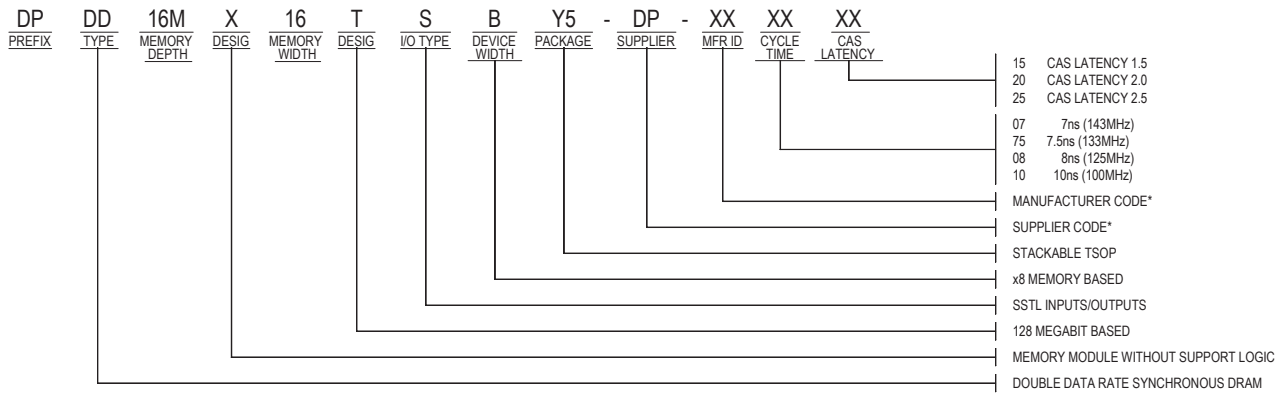 DP DD 16M X 16 T S B Y5 - DP - XX XX XX
PREFIX TYPE MEMORY DEPTH DESIG MEMORY WIDTH DESIG I/O TYPE DEVICE WIDTH PACKAGE SUPPLIER MFR ID CYCLE TIME CAS LATENCY
15 CAS LATENCY 1.5
20 CAS LATENCY 2.0
25 CAS LATENCY 2.5
07 7ns (143MHz)
75 7.5ns (133MHz)
08 8ns (125MHz)
10 10ns (100MHz)
MANUFACTURER CODE*
SUPPLIER CODE*
STACKABLE TSOP
x8 MEMORY BASED
SSTL INPUTS/OUTPUTS
128 MEGABIT BASED
MEMORY MODULE WITHOUT SUPPORT LOGIC
DOUBLE DATA RATE SYNCHRONOUS DRAM